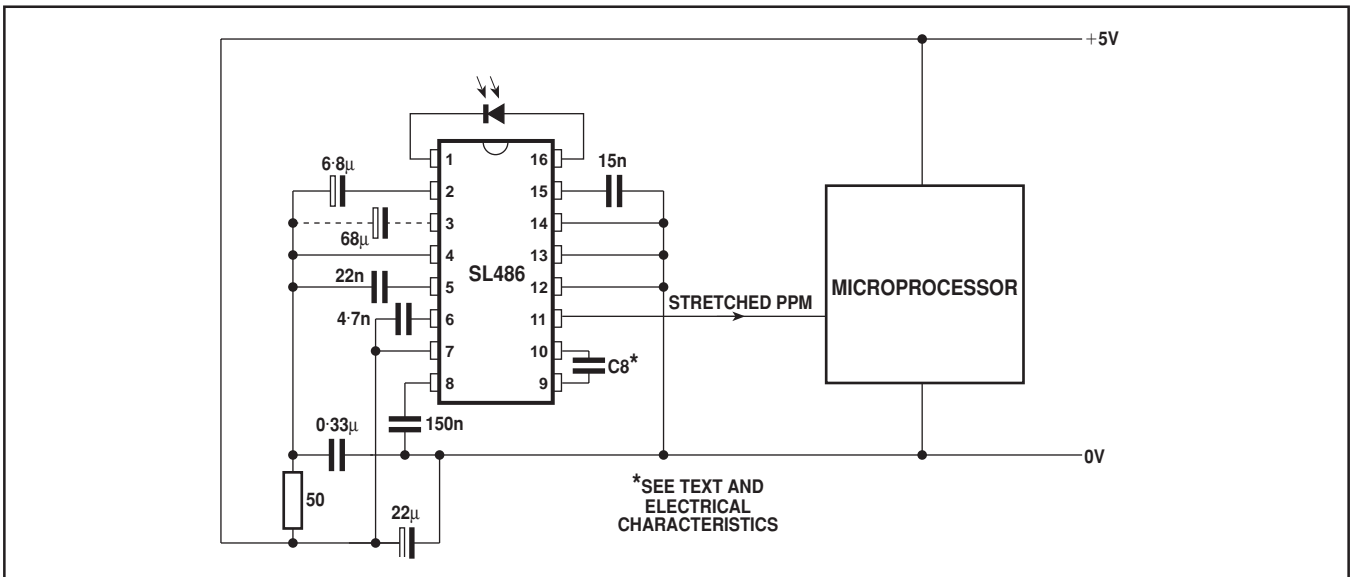 +5V
6·8µ
68µ
22n
4·7n
0·33µ
150n
50
22µ
1
2
3
4
5
6
7
8
SL486
16
15
14
13
12
11
10
9
15n
STRETCHED PPM
C8*
MICROPROCESSOR
0V
*SEE TEXT AND
ELECTRICAL
CHARACTERISTICS